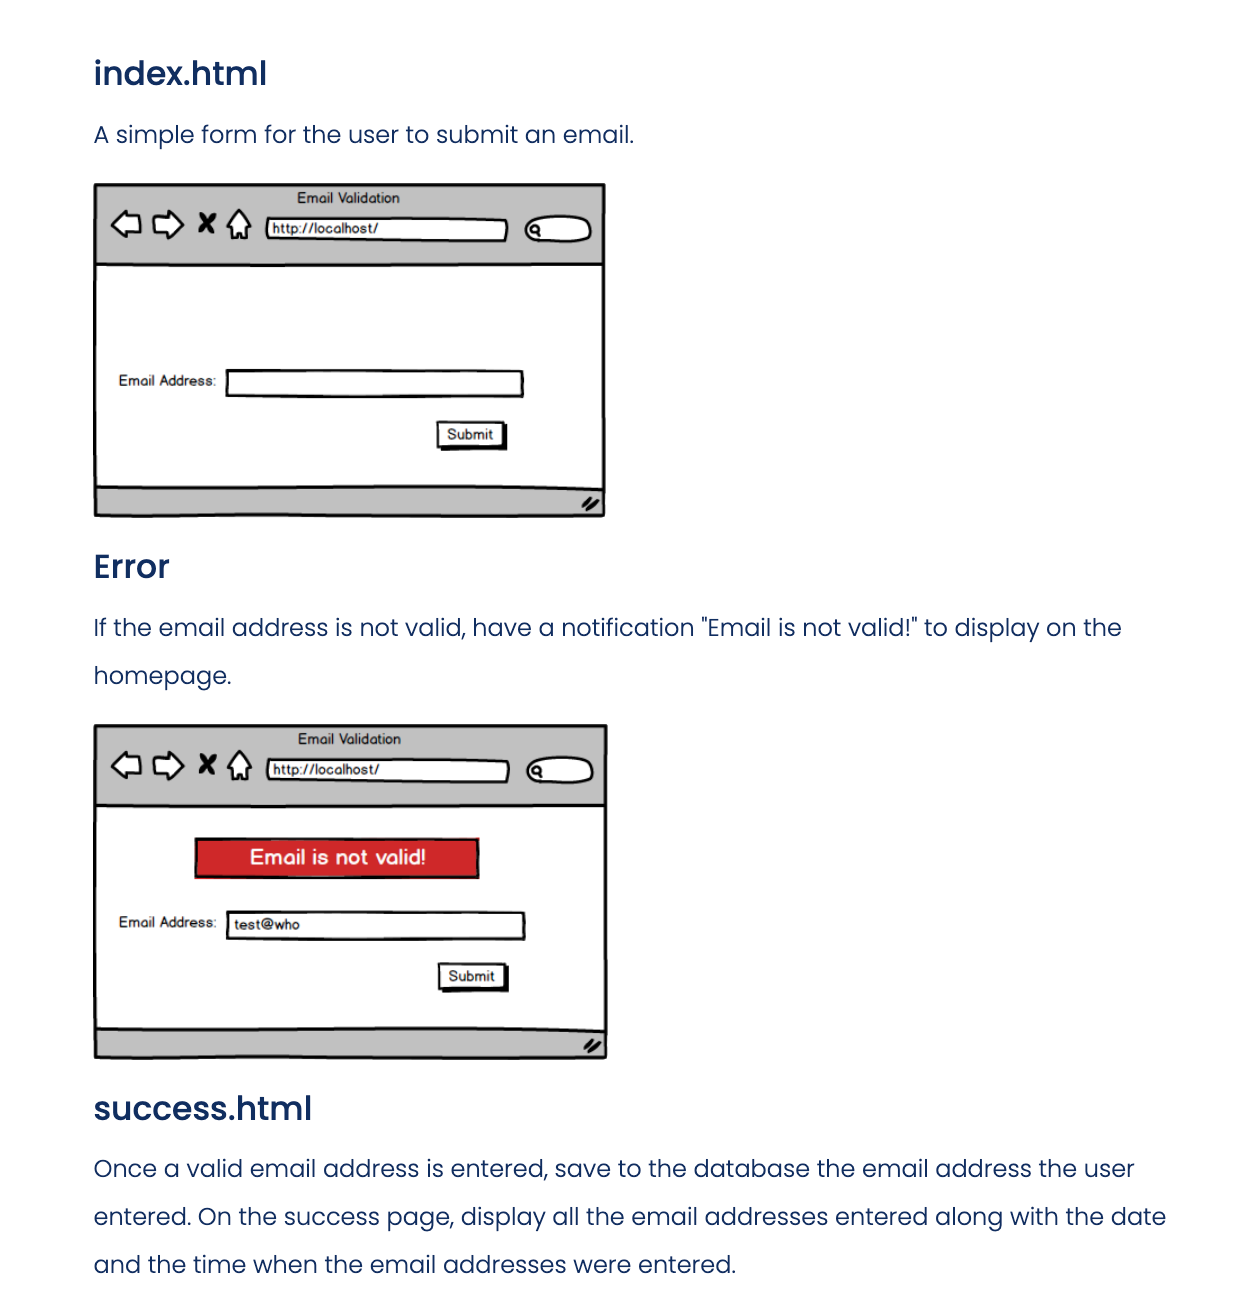 index.html
A simple form for the user to submit an email.
Email Validation
http://localhost/
Email Address:
Submit
Error
If the email address is not valid, have a notification "Email is not valid!" to display on the
homepage.
Email Validation
http://localhost/
Email is not valid!
Email Address:
test@who
Submit
success.html
Once a valid email address is entered, save to the database the email address the user
entered. On the success page, display all the email addresses entered along with the date
and the time when the email addresses were entered.